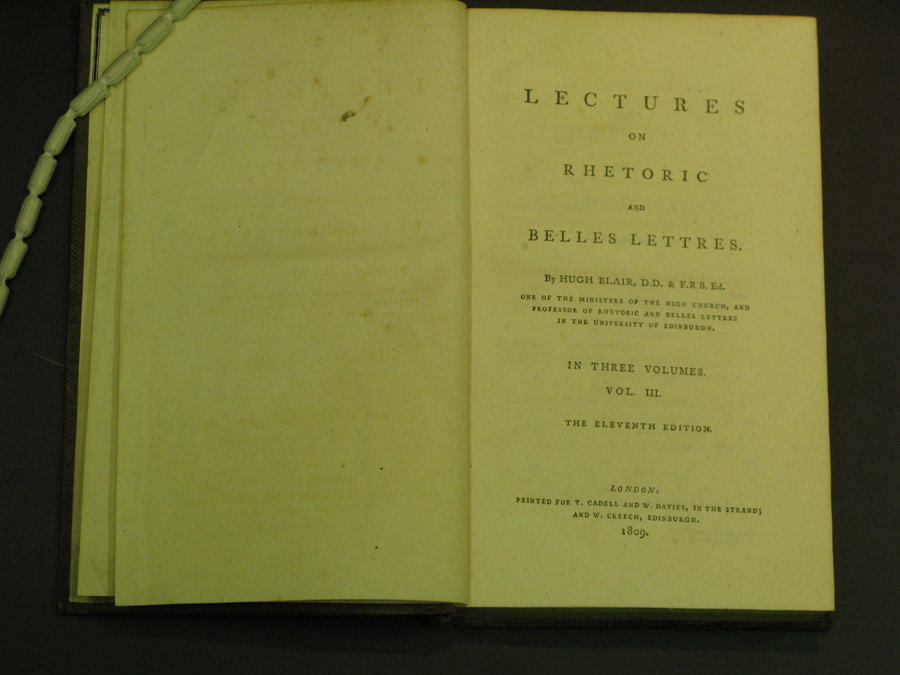 LECTURES
ON
RHETORIC
AND
BELLES LETTRES.
By HUGH BLAIR, D.D. & F.R S. Ed.
ONE OF THE MINISTERS OF THE HIGH CHURCH, AND
PROFESSOR OF RHETORIC AND BELLES LETTRES
IN THE UNIVERSITY OF EDINBURGH.
IN THREE VOLUMES.
VOL. III.
THE ELEVENTH EDITION.
LONDON:
PRINTED FOR T. CADELL AND W. DAVIES, IN THE STRAND;
AND W. CREECH, EDINBURGH.
1809.